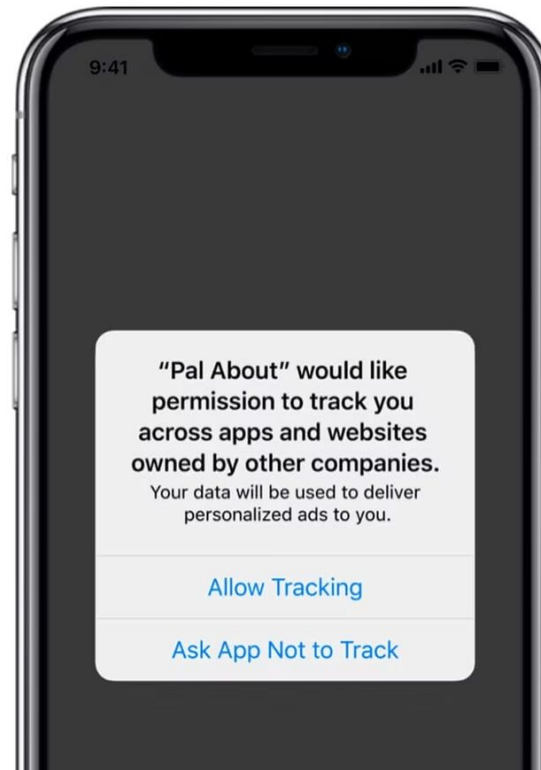 9:41
“Pal About” would like
permission to track you
across apps and websites
owned by other companies.
Your data will be used to deliver
personalized ads to you.
Allow Tracking
Ask App Not to Track